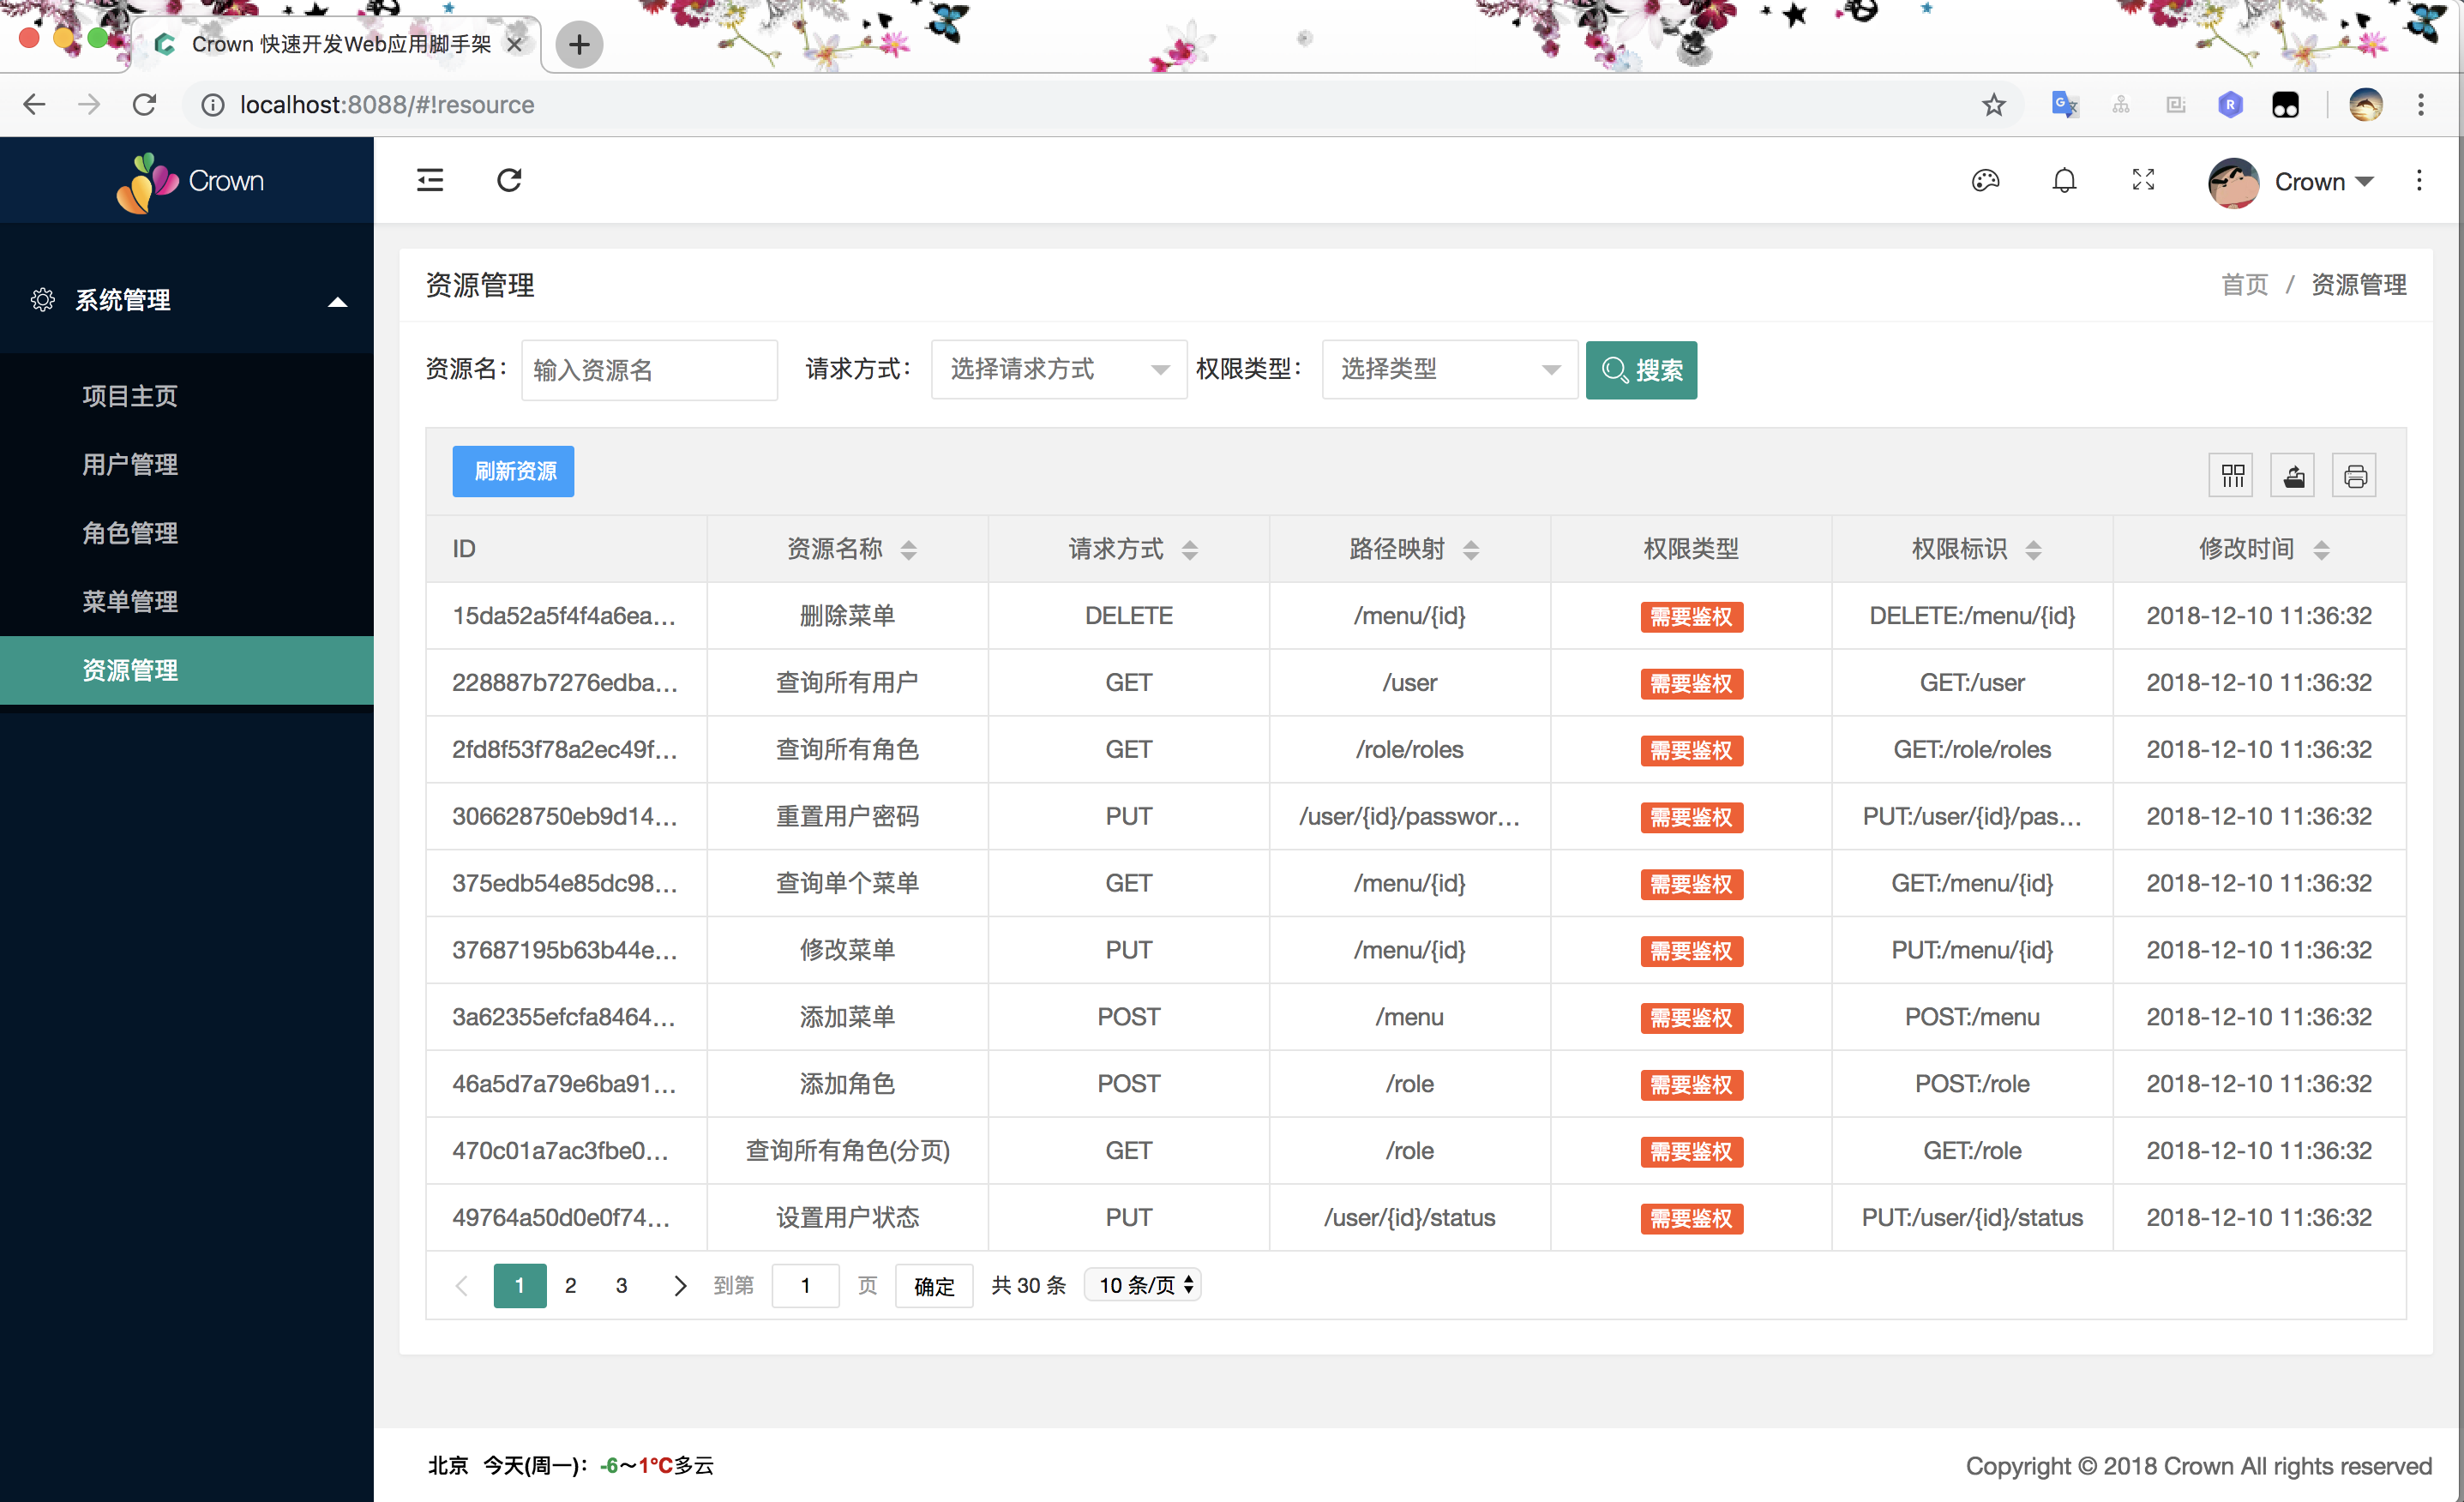 Crown 快速开发Web应用脚手架
localhost:8088/#!resource
Crown
Crown
系统管理
项目主页
用户管理
角色管理
菜单管理
资源管理
资源管理
首页 / 资源管理
资源名： 输入资源名 请求方式： 选择请求方式 权限类型： 选择类型 搜索
刷新资源
ID 资源名称 请求方式 路径映射 权限类型 权限标识 修改时间
15da52a5f4f4a6ea... 删除菜单 DELETE /menu/{id} 需要鉴权 DELETE:/menu/{id} 2018-12-10 11:36:32
228887b7276edba... 查询所有用户 GET /user 需要鉴权 GET:/user 2018-12-10 11:36:32
2fd8f53f78a2ec49f... 查询所有角色 GET /role/roles 需要鉴权 GET:/role/roles 2018-12-10 11:36:32
306628750eb9d14... 重置用户密码 PUT /user/{id}/passwor... 需要鉴权 PUT:/user/{id}/pas... 2018-12-10 11:36:32
375edb54e85dc98... 查询单个菜单 GET /menu/{id} 需要鉴权 GET:/menu/{id} 2018-12-10 11:36:32
37687195b63b44e... 修改菜单 PUT /menu/{id} 需要鉴权 PUT:/menu/{id} 2018-12-10 11:36:32
3a62355efcfa8464... 添加菜单 POST /menu 需要鉴权 POST:/menu 2018-12-10 11:36:32
46a5d7a79e6ba91... 添加角色 POST /role 需要鉴权 POST:/role 2018-12-10 11:36:32
470c01a7ac3fbe0... 查询所有角色(分页) GET /role 需要鉴权 GET:/role 2018-12-10 11:36:32
49764a50d0e0f74... 设置用户状态 PUT /user/{id}/status 需要鉴权 PUT:/user/{id}/status 2018-12-10 11:36:32
1 2 3 到第 1 页 确定 共 30 条 10 条/页
北京 今天(周一)： -6～1℃多云
Copyright © 2018 Crown All rights reserved